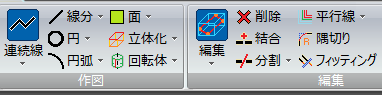 線分 面 削除 平行線
円 立体化 結合 隅切り
連続線 編集
円弧 回転体 分割 フィッティング
作図 編集